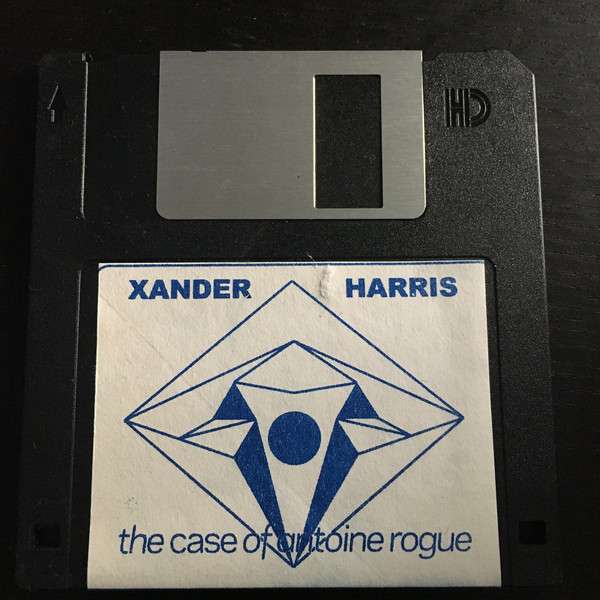 HD
XANDER HARRIS
the case of antoine rogue